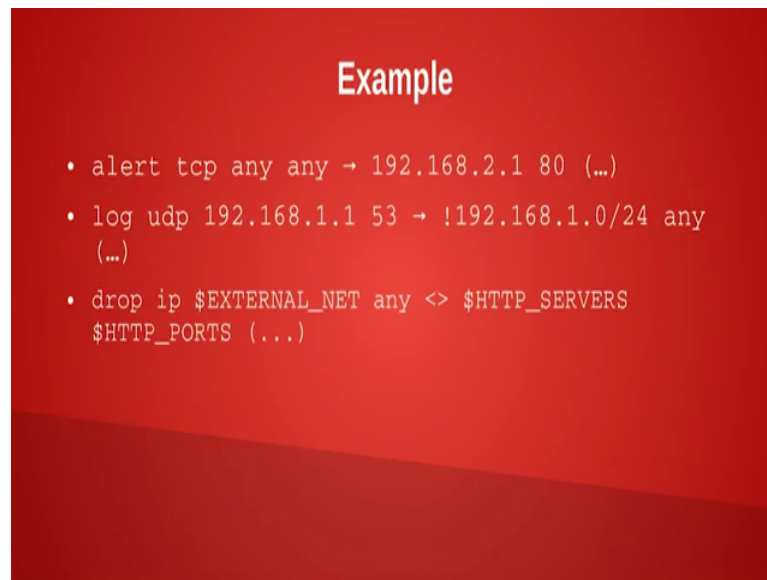 Example
• alert tcp any any → 192.168.2.1 80 (…)
• log udp 192.168.1.1 53 → !192.168.1.0/24 any
(…)
• drop ip $EXTERNAL_NET any <> $HTTP_SERVERS
$HTTP_PORTS (...)